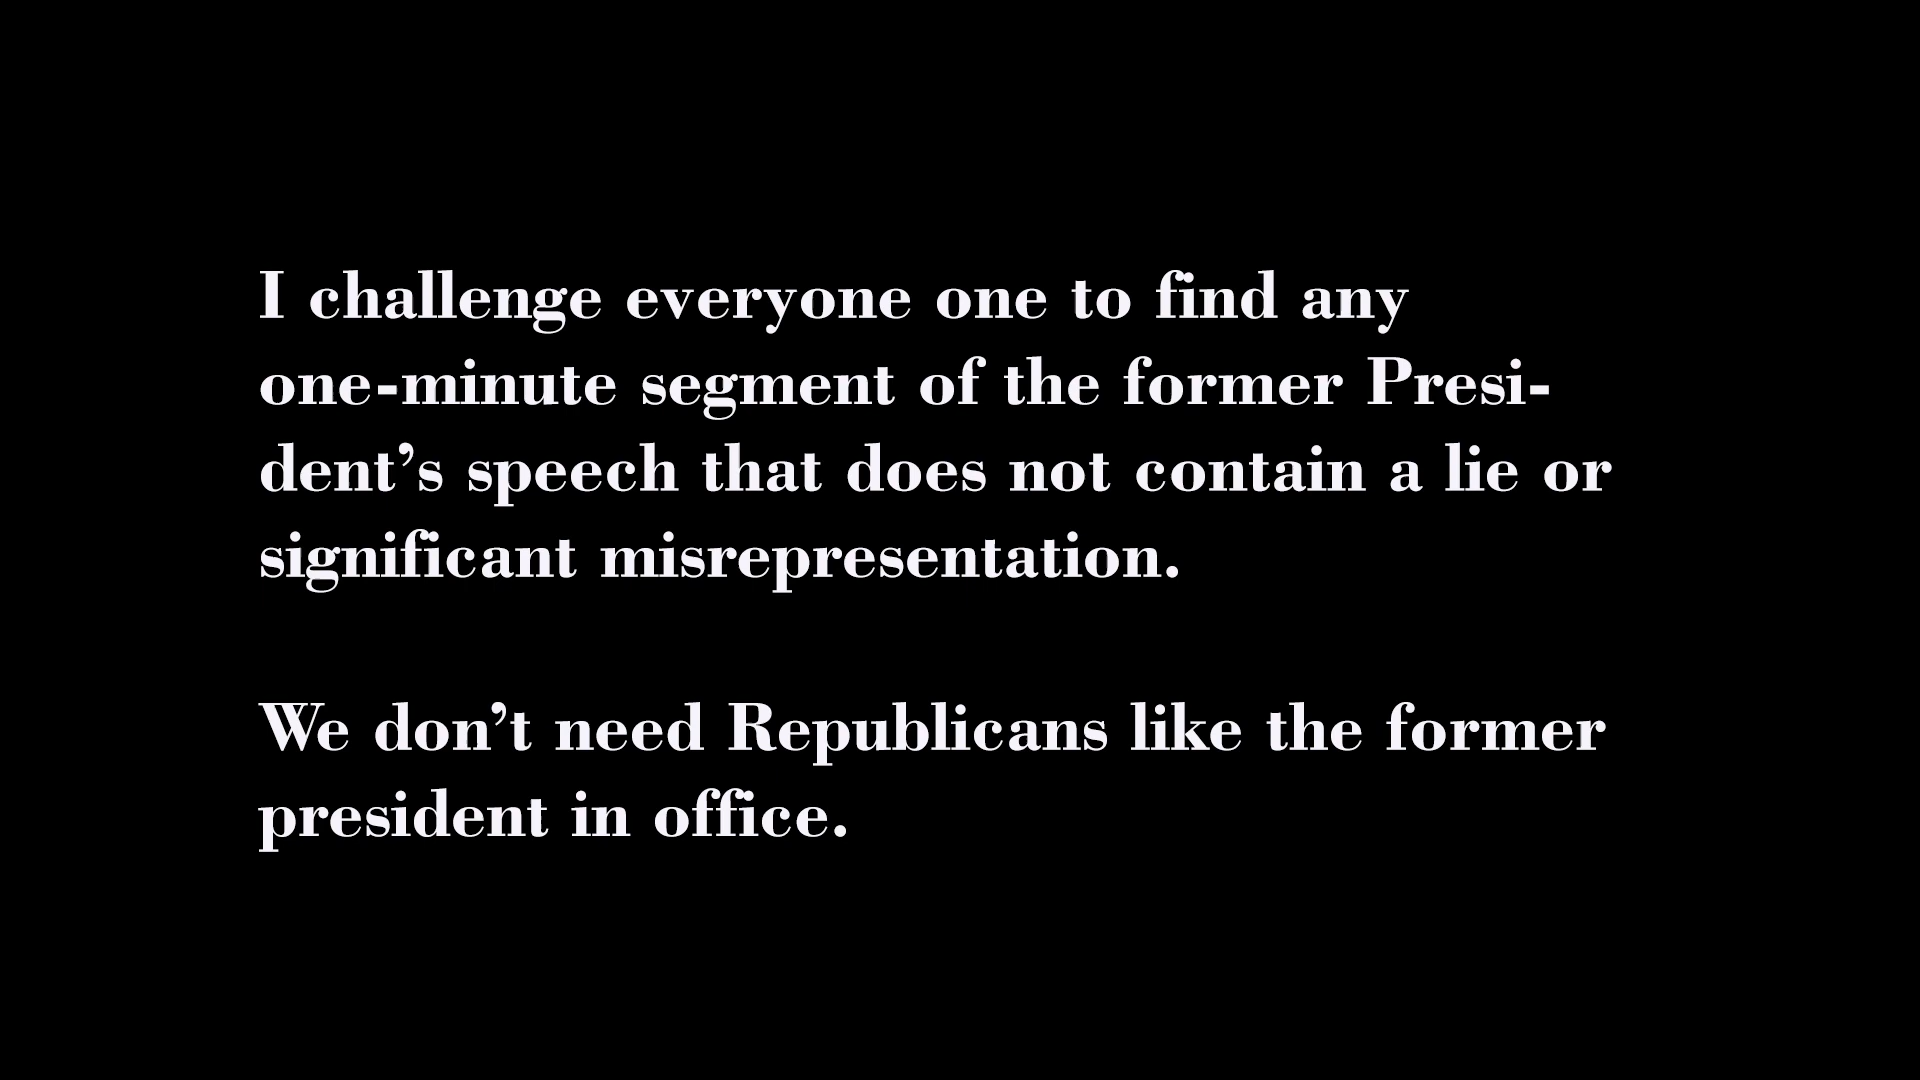 I challenge everyone one to find any
one-minute segment of the former Presi-
dent’s speech that does not contain a lie or
significant misrepresentation.
We don’t need Republicans like the former
president in office.